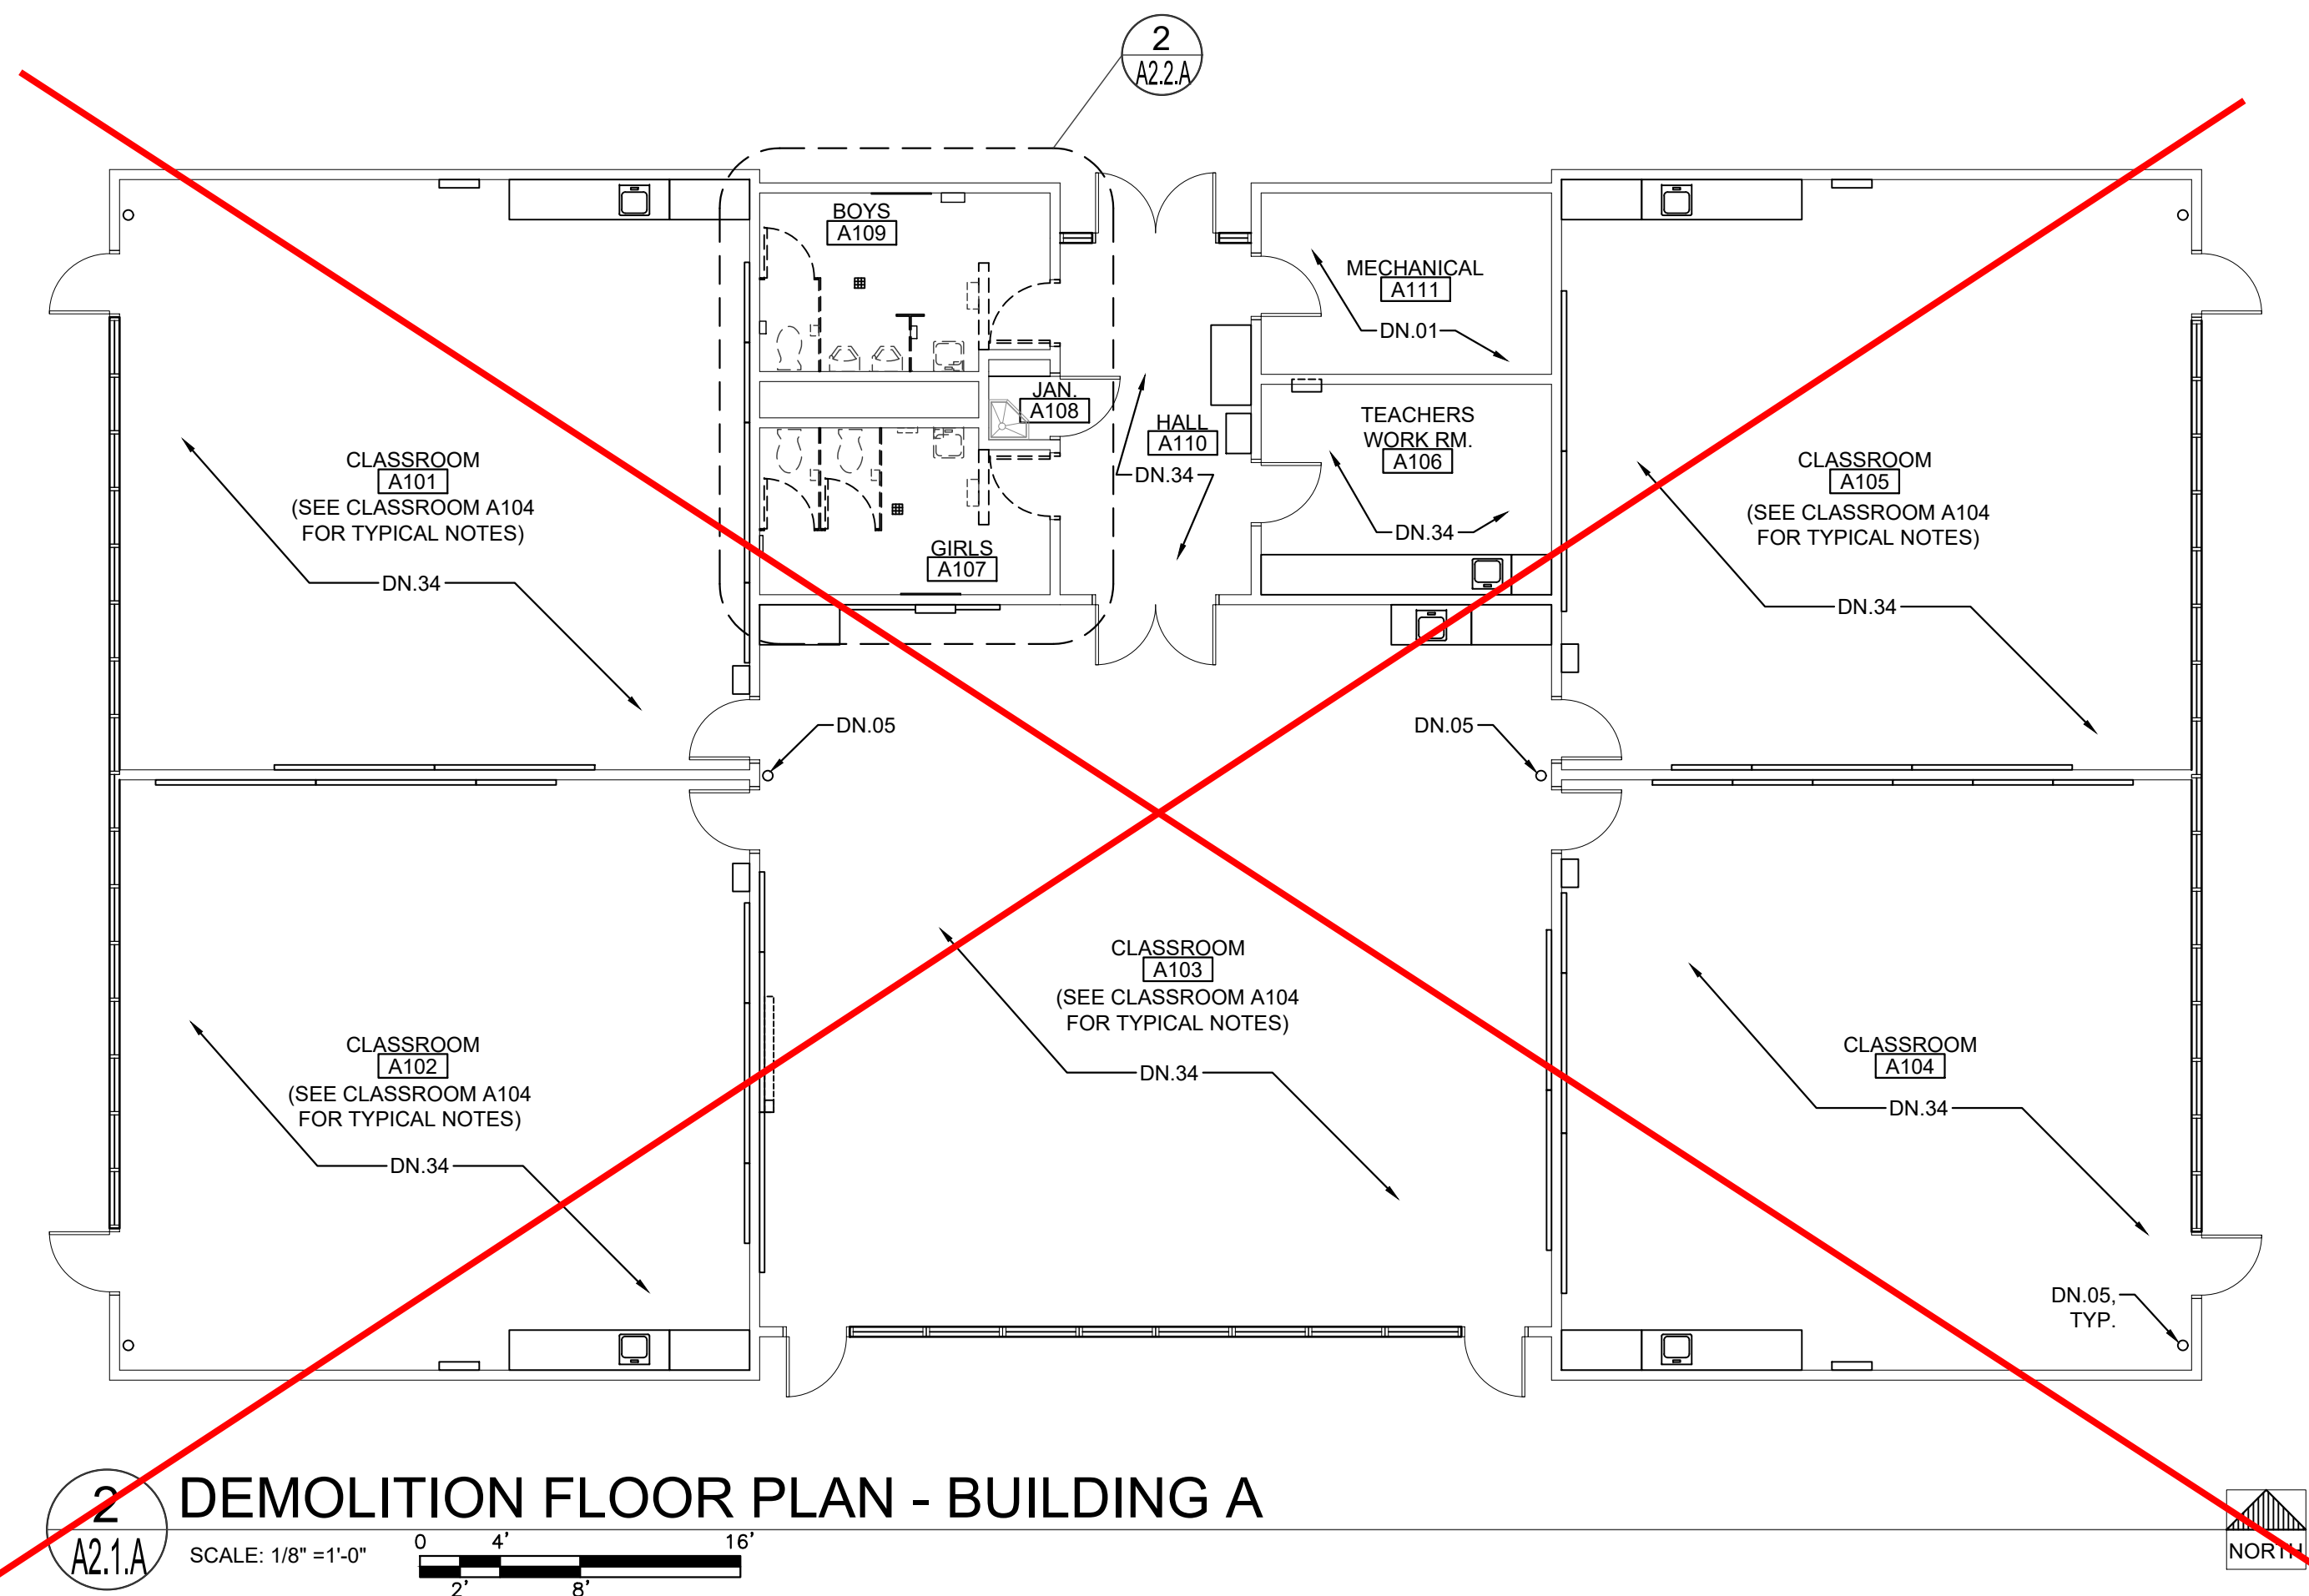 2
A2.2.A
BOYS
A109
MECHANICAL
A111
DN.01
JAN.
A108
HALL
A110
DN.34
TEACHERS
WORK RM.
A106
DN.34
CLASSROOM
A101
(SEE CLASSROOM A104
FOR TYPICAL NOTES)
DN.34
CLASSROOM
A105
(SEE CLASSROOM A104
FOR TYPICAL NOTES)
DN.34
GIRLS
A107
DN.05
DN.05
CLASSROOM
A103
(SEE CLASSROOM A104
FOR TYPICAL NOTES)
DN.34
CLASSROOM
A102
(SEE CLASSROOM A104
FOR TYPICAL NOTES)
DN.34
CLASSROOM
A104
DN.34
DN.05,
TYP.
2
A2.1.A
DEMOLITION FLOOR PLAN - BUILDING A
SCALE: 1/8" =1'-0"
0 4' 16'
2' 8'
NORTH